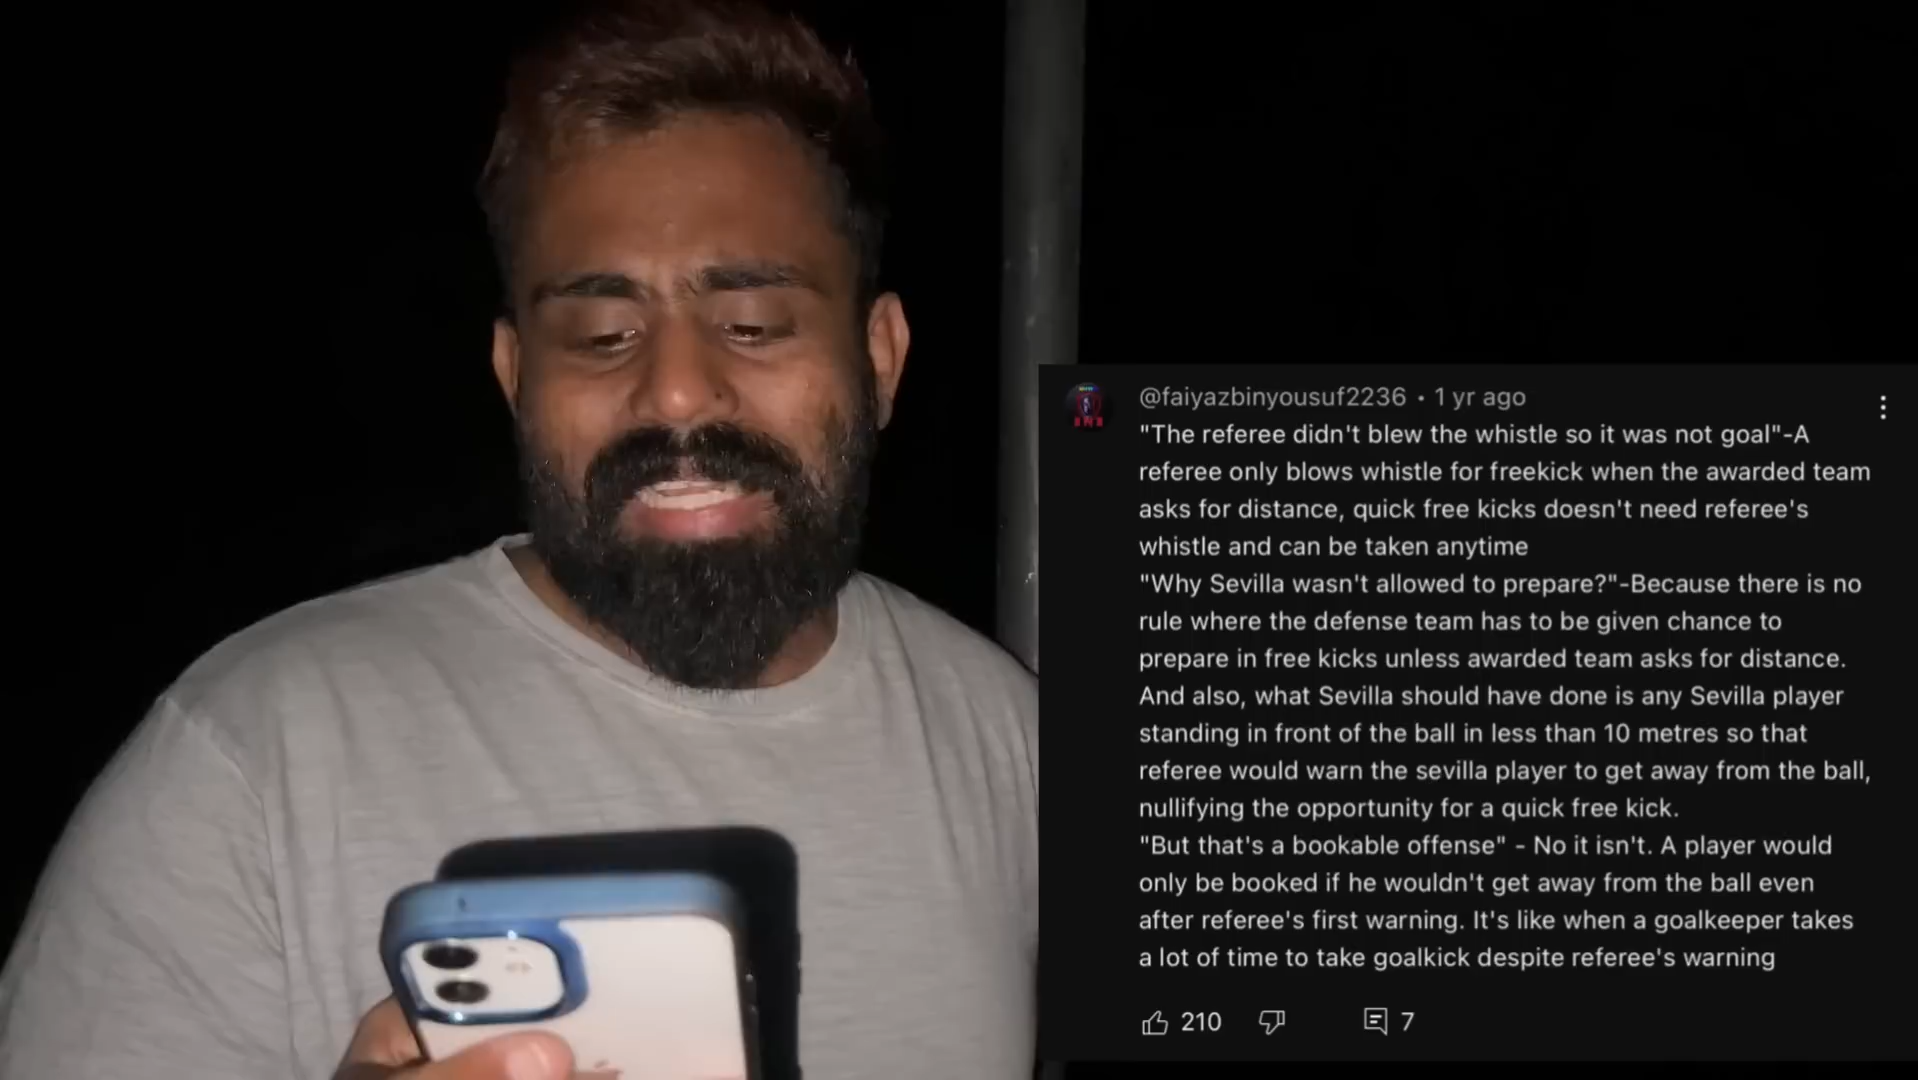 @faiyazbinyousuf2236 • 1 yr ago
"The referee didn't blew the whistle so it was not goal"-A
referee only blows whistle for freekick when the awarded team
asks for distance, quick free kicks doesn't need referee's
whistle and can be taken anytime
"Why Sevilla wasn't allowed to prepare?"-Because there is no
rule where the defense team has to be given chance to
prepare in free kicks unless awarded team asks for distance.
And also, what Sevilla should have done is any Sevilla player
standing in front of the ball in less than 10 metres so that
referee would warn the sevilla player to get away from the ball,
nullifying the opportunity for a quick free kick.
"But that's a bookable offense" - No it isn't. A player would
only be booked if he wouldn't get away from the ball even
after referee's first warning. It's like when a goalkeeper takes
a lot of time to take goalkick despite referee's warning
210 7